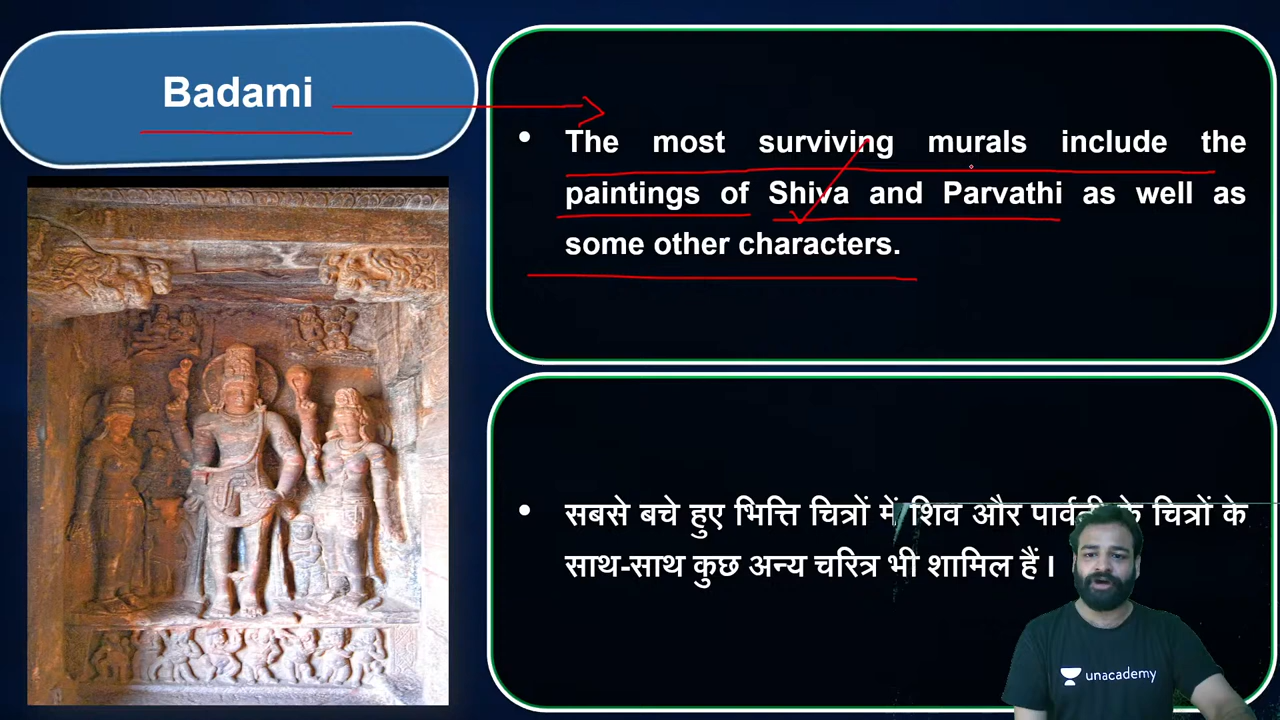 Badami
• The most surviving murals include the
paintings of Shiva and Parvathi as well as
some other characters.
• सबसे बचे हुए भित्ति चित्रों में शिव और पार्वती के चित्रों के
साथ-साथ कुछ अन्य चरित्र भी शामिल हैं।
unacademy